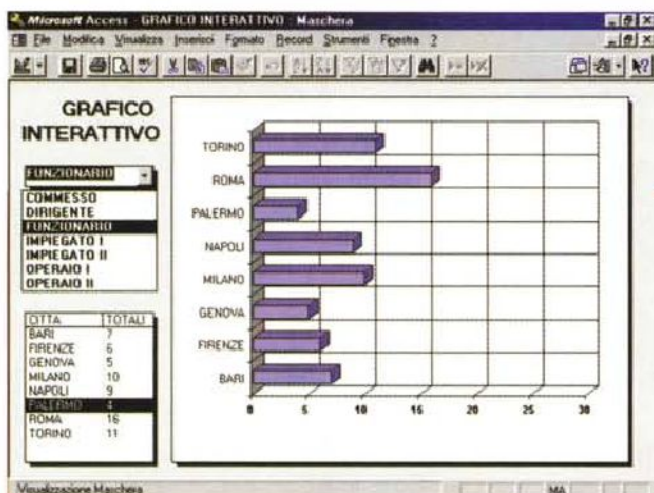 Microsoft Access - GRAFICO INTERATTIVO - Maschera
File Modifica Visualizza Inserisci Formato Record Strumenti Finestra ?
GRAFICO
INTERATTIVO
FUNZIONARIO
COMMESSO
DIRIGENTE
FUNZIONARIO
IMPIEGATO I
IMPIEGATO II
OPERAIO I
OPERAIO II
CITTA TOTALI
BARI 7
FIRENZE 6
GENOVA 5
MILANO 10
NAPOLI 9
PALERMO 4
ROMA 16
TORINO 11
TORINO
ROMA
PALERMO
NAPOLI
MILANO
GENOVA
FIRENZE
BARI
0 5 10 15 20 25 30
Visualizzazione Maschera
MA